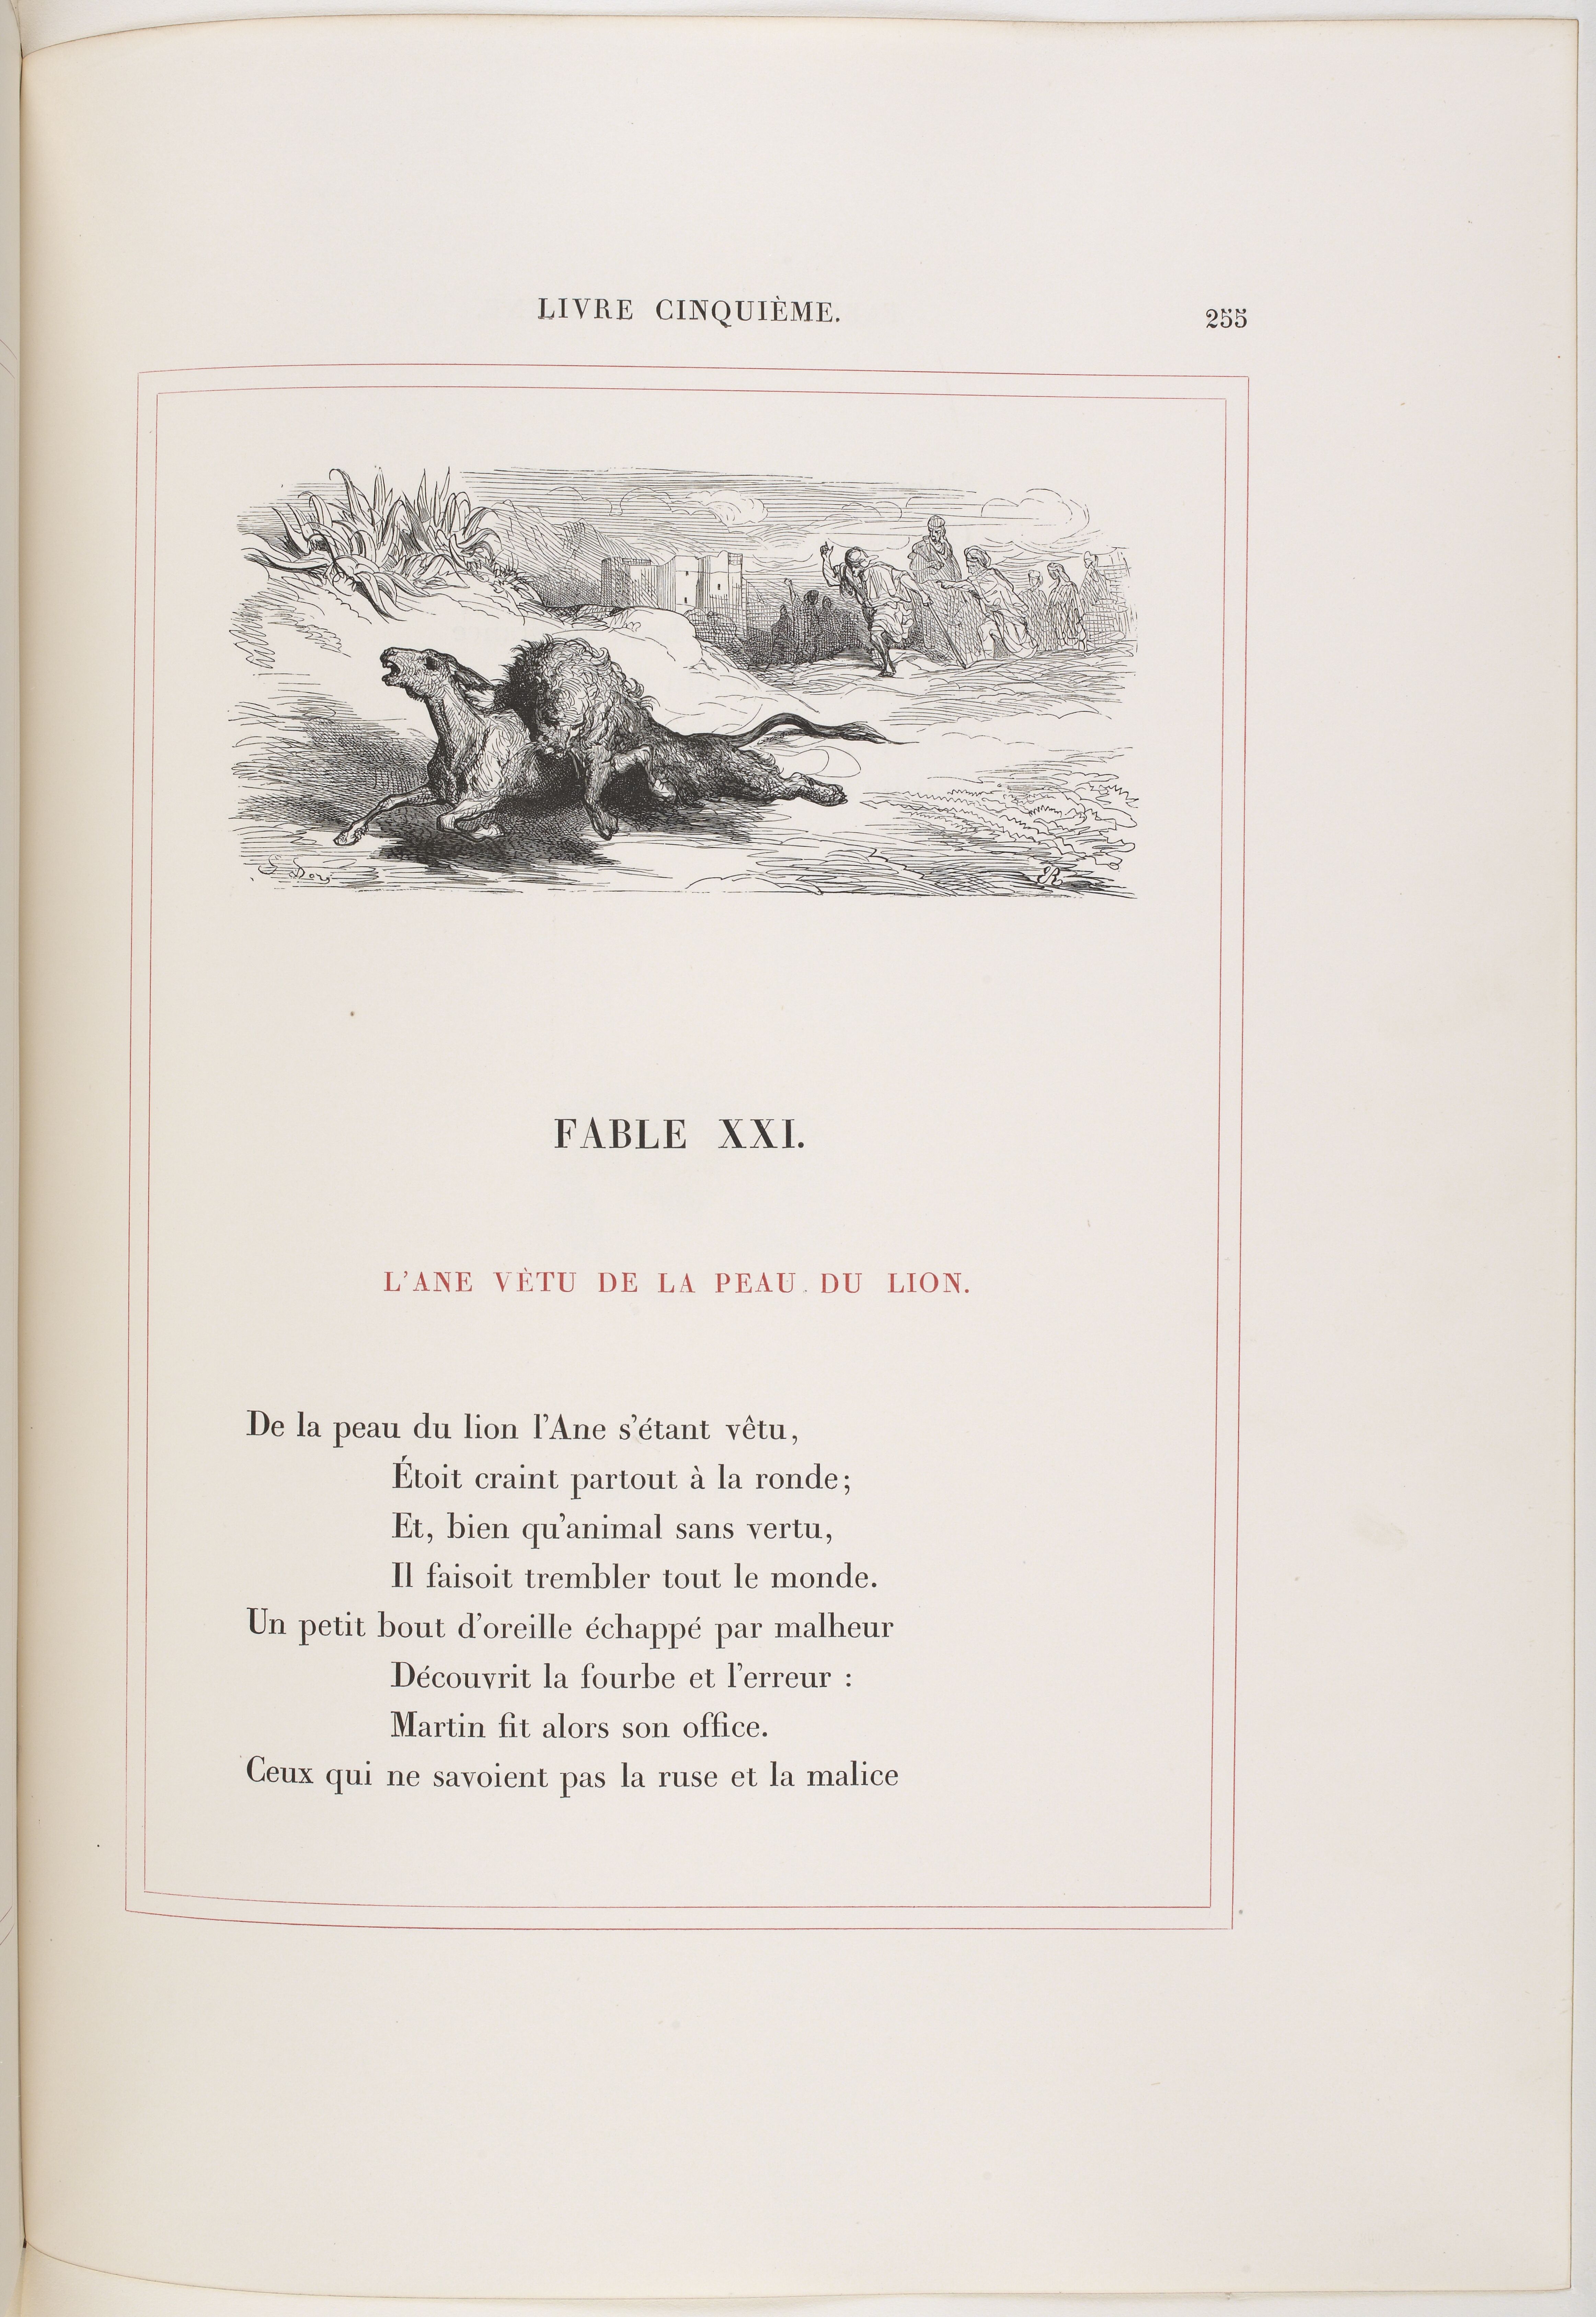 LIVRE CINQUIÈME.
255
G. Doré
FABLE XXI.
L'ANE VÊTU DE LA PEAU DU LION.
De la peau du lion l'Ane s'étant vêtu,
Étoit craint partout à la ronde;
Et, bien qu'animal sans vertu,
Il faisoit trembler tout le monde.
Un petit bout d'oreille échappé par malheur
Découvrit la fourbe et l'erreur :
Martin fit alors son office.
Ceux qui ne savoient pas la ruse et la malice